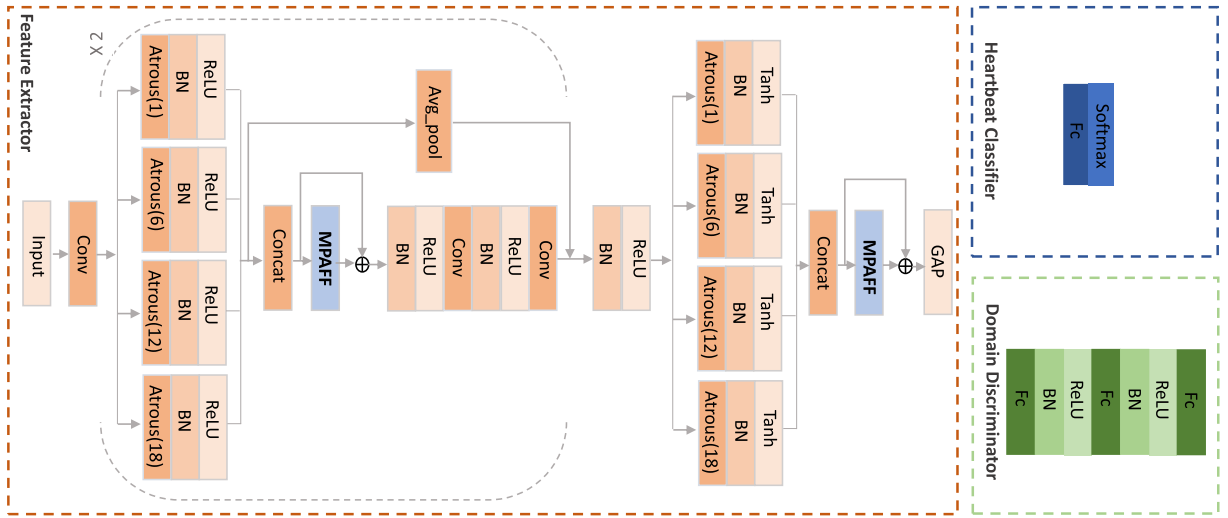 Feature Extractor
X 2
Input
Conv
Atrous(1)
BN
ReLU
Atrous(6)
BN
ReLU
Atrous(12)
BN
ReLU
Atrous(18)
BN
ReLU
Avg_pool
Concat
MPAFF
BN
ReLU
Conv
BN
ReLU
Conv
BN
ReLU
Atrous(1)
BN
Tanh
Atrous(6)
BN
Tanh
Atrous(12)
BN
Tanh
Atrous(18)
BN
Tanh
Concat
MPAFF
GAP
Heartbeat Classifier
Fc
Softmax
Domain Discriminator
Fc
BN
ReLU
Fc
BN
ReLU
Fc